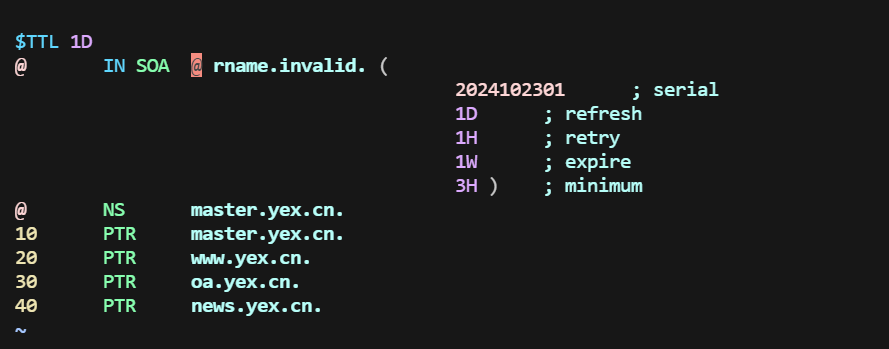 $TTL 1D
@ IN SOA @ rname.invalid. (
2024102301 ; serial
1D ; refresh
1H ; retry
1W ; expire
3H ) ; minimum
@ NS master.yex.cn.
10 PTR master.yex.cn.
20 PTR www.yex.cn.
30 PTR oa.yex.cn.
40 PTR news.yex.cn.
~